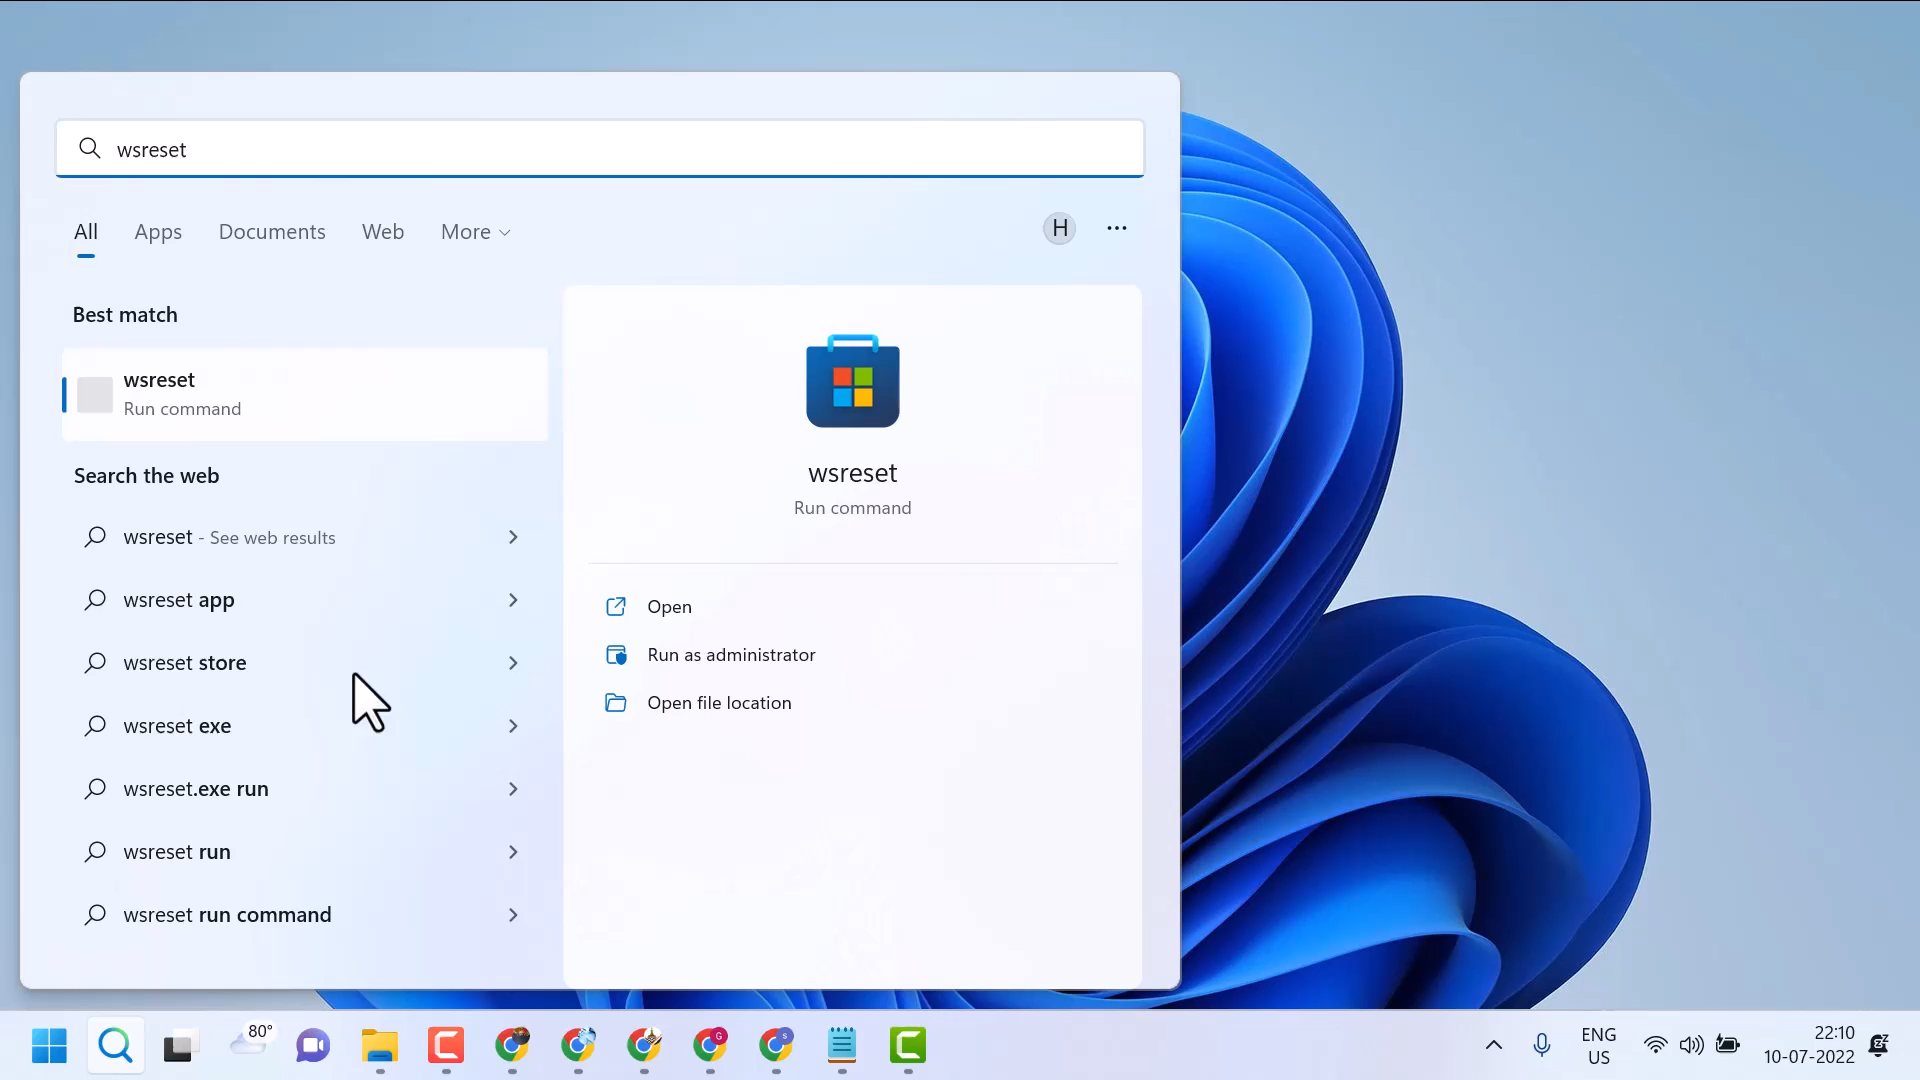 wsreset
All Apps Documents Web More
H
Best match
wsreset
Run command
Search the web
wsreset - See web results
wsreset app
wsreset store
wsreset exe
wsreset.exe run
wsreset run
wsreset run command
wsreset
Run command
Open
Run as administrator
Open file location
80°
G
S
ENG
US
22:10
10-07-2022